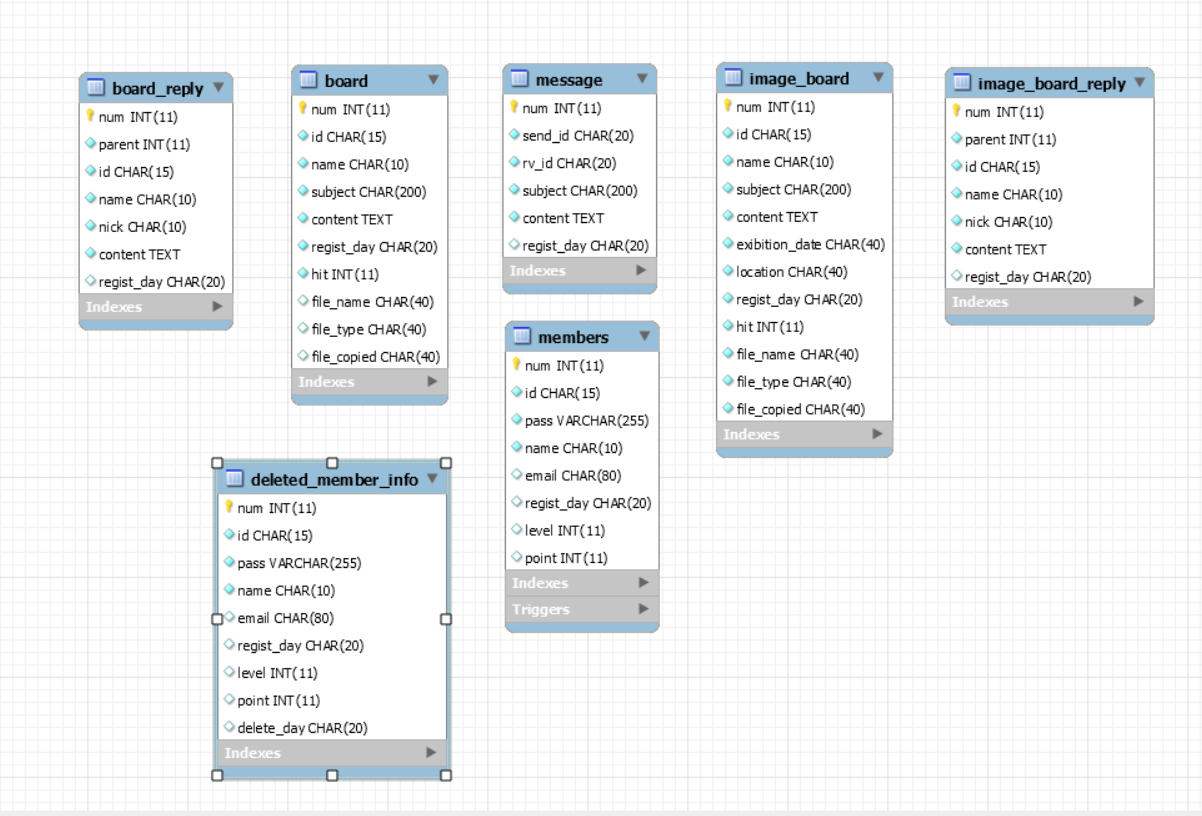 board_reply
num INT(11)
parent INT(11)
id CHAR(15)
name CHAR(10)
nick CHAR(10)
content TEXT
regist_day CHAR(20)
Indexes
board
num INT(11)
id CHAR(15)
name CHAR(10)
subject CHAR(200)
content TEXT
regist_day CHAR(20)
hit INT(11)
file_name CHAR(40)
file_type CHAR(40)
file_copied CHAR(40)
Indexes
message
num INT(11)
send_id CHAR(20)
rv_id CHAR(20)
subject CHAR(200)
content TEXT
regist_day CHAR(20)
Indexes
image_board
num INT(11)
id CHAR(15)
name CHAR(10)
subject CHAR(200)
content TEXT
exibition_date CHAR(40)
location CHAR(40)
regist_day CHAR(20)
hit INT(11)
file_name CHAR(40)
file_type CHAR(40)
file_copied CHAR(40)
Indexes
image_board_reply
num INT(11)
parent INT(11)
id CHAR(15)
name CHAR(10)
nick CHAR(10)
content TEXT
regist_day CHAR(20)
Indexes
members
num INT(11)
id CHAR(15)
pass VARCHAR(255)
name CHAR(10)
email CHAR(80)
regist_day CHAR(20)
level INT(11)
point INT(11)
Indexes
Triggers
deleted_member_info
num INT(11)
id CHAR(15)
pass VARCHAR(255)
name CHAR(10)
email CHAR(80)
regist_day CHAR(20)
level INT(11)
point INT(11)
delete_day CHAR(20)
Indexes